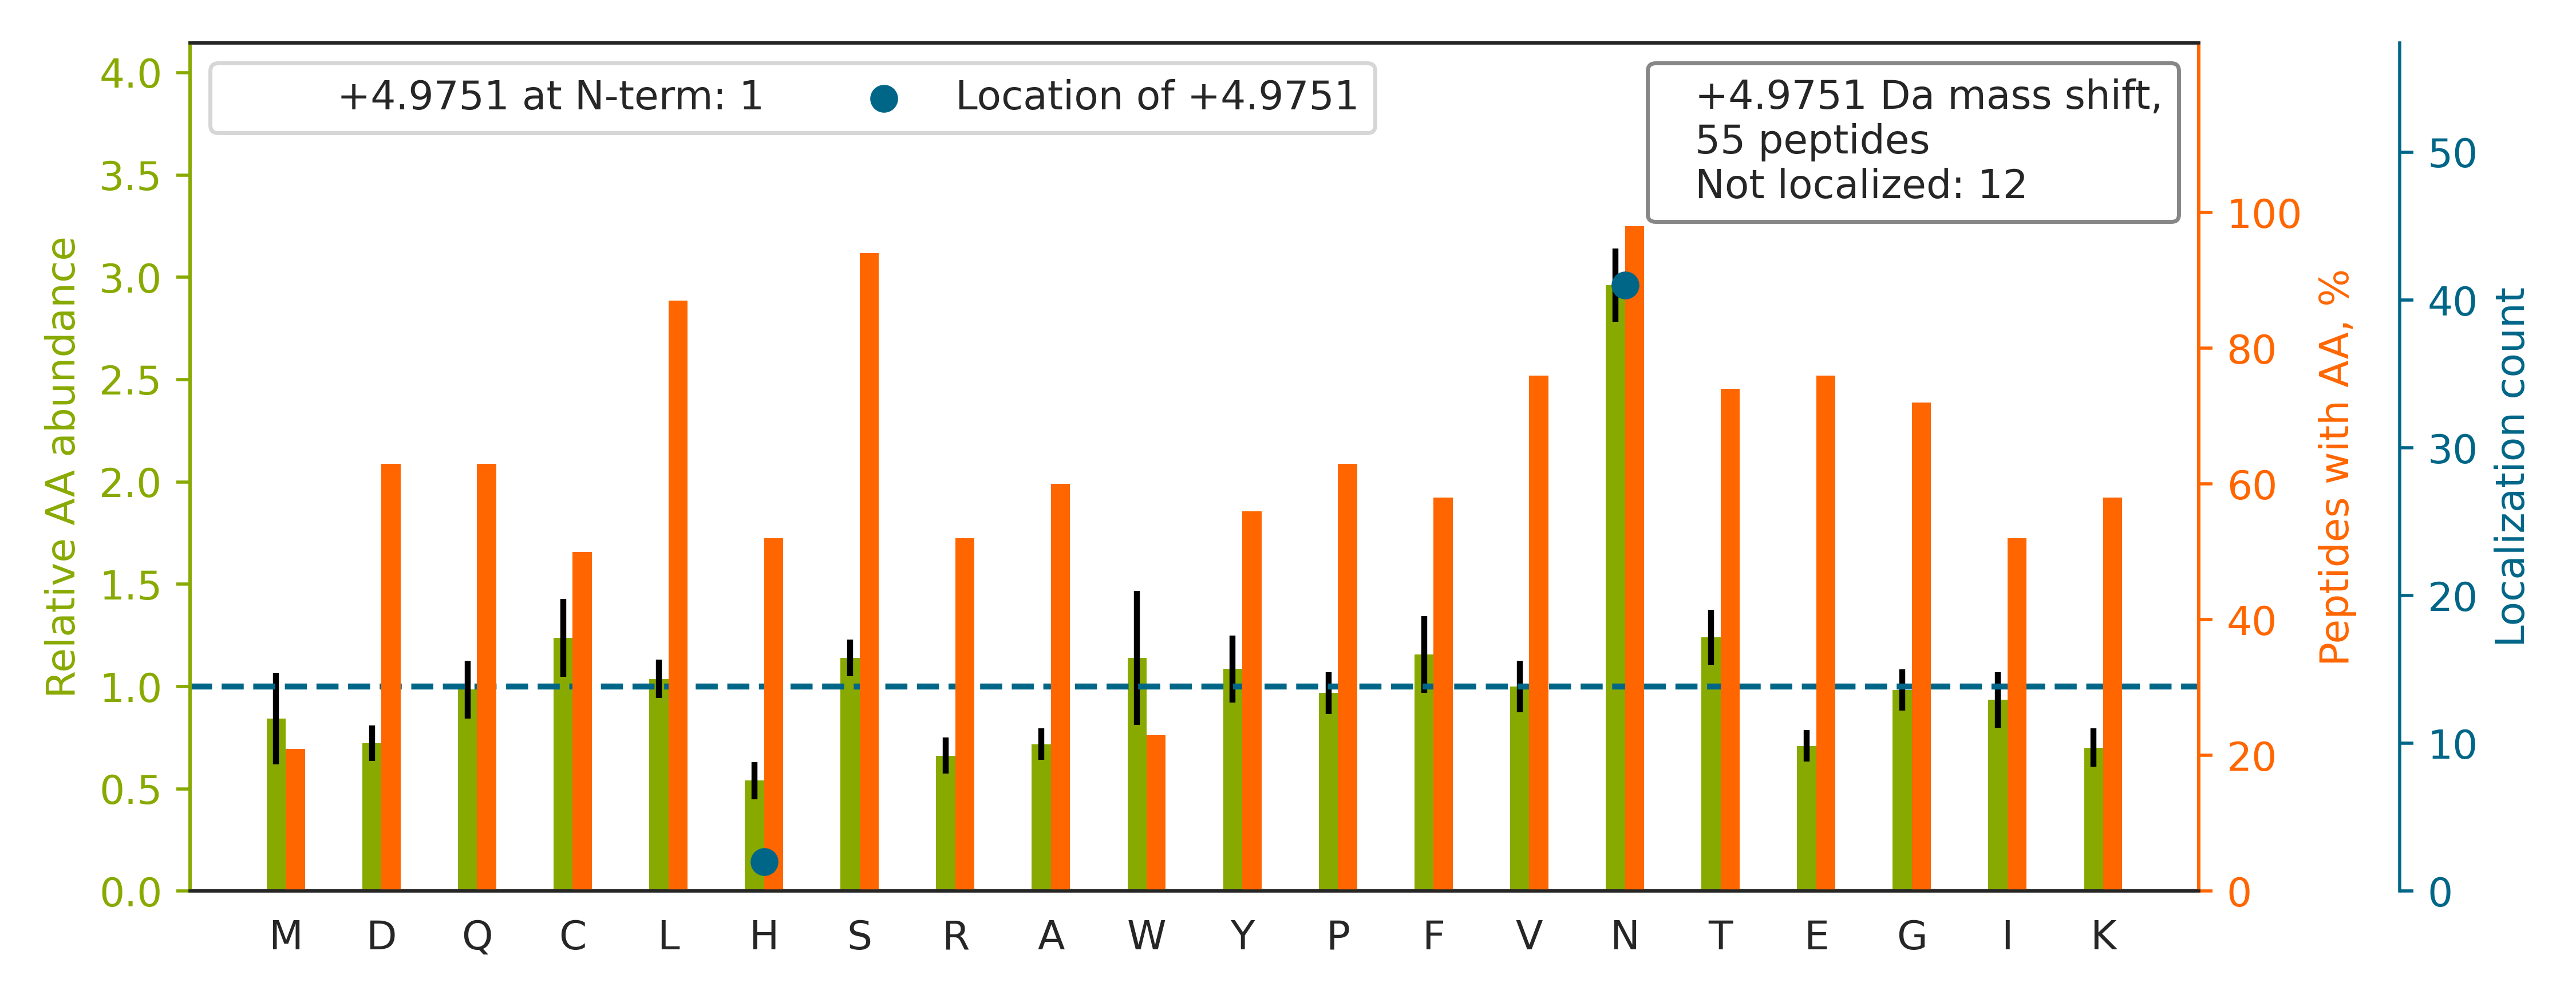 +4.9751 at N-term: 1
Location of +4.9751
+4.9751 Da mass shift,
55 peptides
Not localized: 12
Relative AA abundance
4.0
3.5
3.0
2.5
2.0
1.5
1.0
0.5
0.0
Peptides with AA, %
100
80
60
40
20
0
Localization count
50
40
30
20
10
0
M D Q C L H S R A W Y P F V N T E G I K